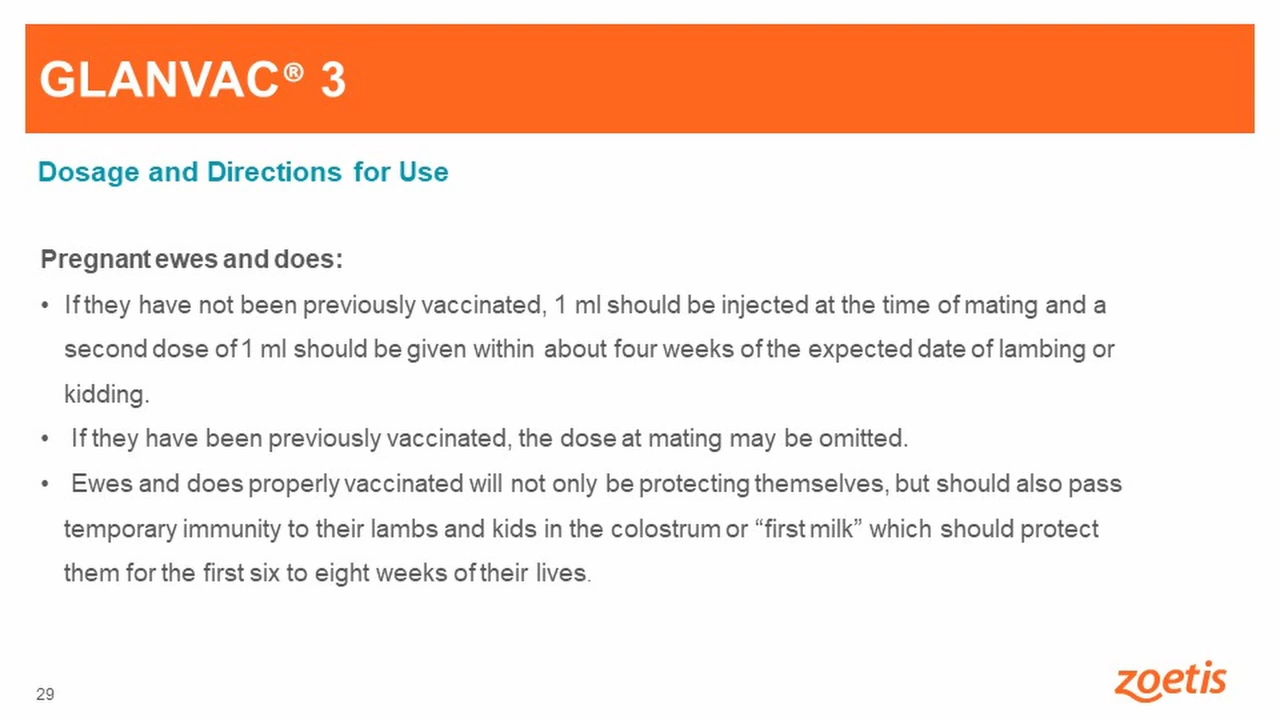 GLANVAC® 3
Dosage and Directions for Use
Pregnant ewes and does:
• If they have not been previously vaccinated, 1 ml should be injected at the time of mating and a
second dose of 1 ml should be given within about four weeks of the expected date of lambing or
kidding.
• If they have been previously vaccinated, the dose at mating may be omitted.
• Ewes and does properly vaccinated will not only be protecting themselves, but should also pass
temporary immunity to their lambs and kids in the colostrum or “first milk” which should protect
them for the first six to eight weeks of their lives.
29
zoetis